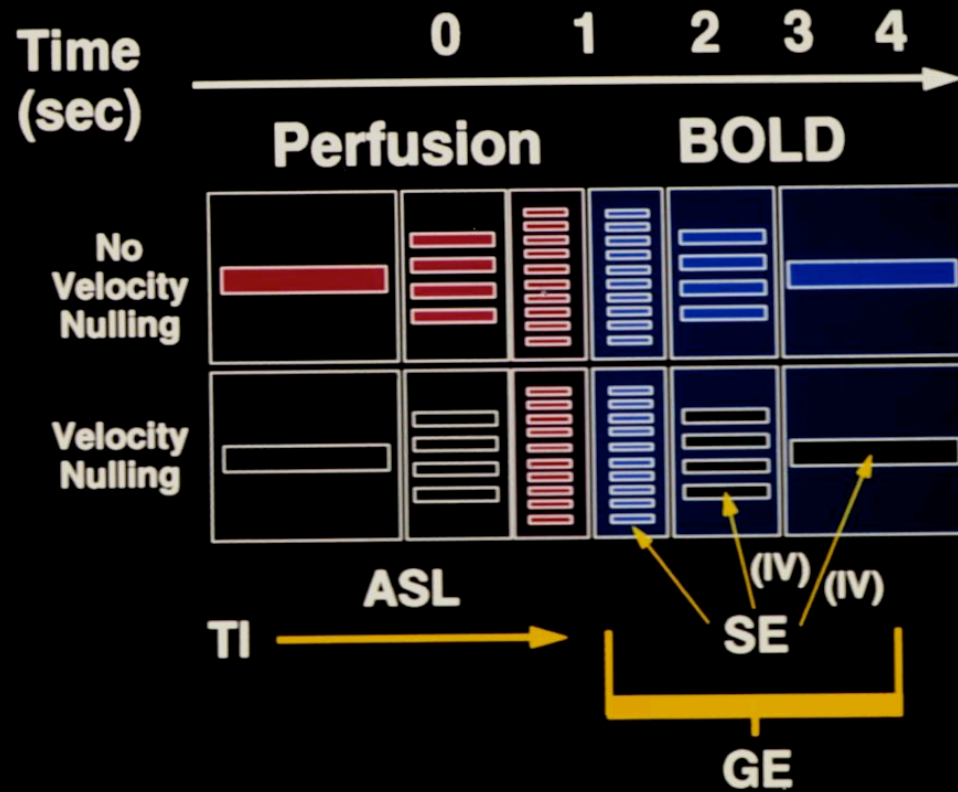 Time
(sec)
0 1 2 3 4
Perfusion
BOLD
No
Velocity
Nulling
Velocity
Nulling
ASL
TI
(IV)
(IV)
SE
GE